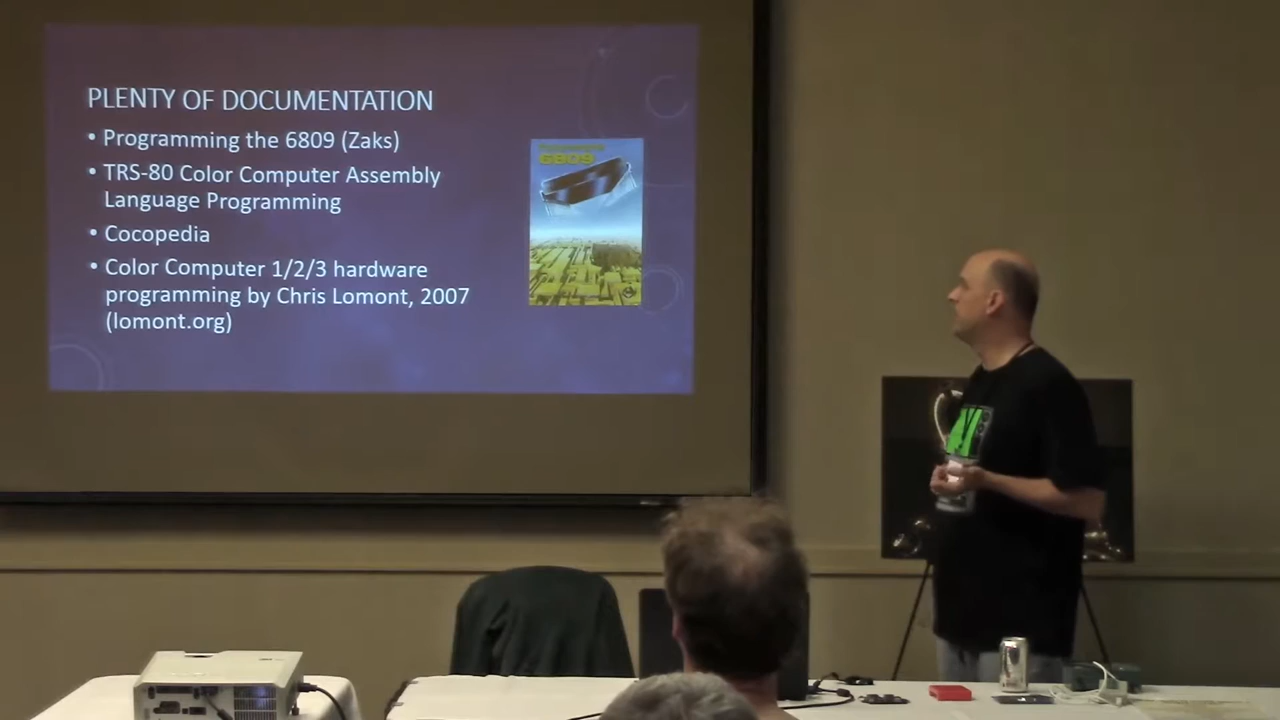 PLENTY OF DOCUMENTATION
• Programming the 6809 (Zaks)
• TRS-80 Color Computer Assembly
Language Programming
• Cocopedia
• Color Computer 1/2/3 hardware
programming by Chris Lomont, 2007
(lomont.org)
6809